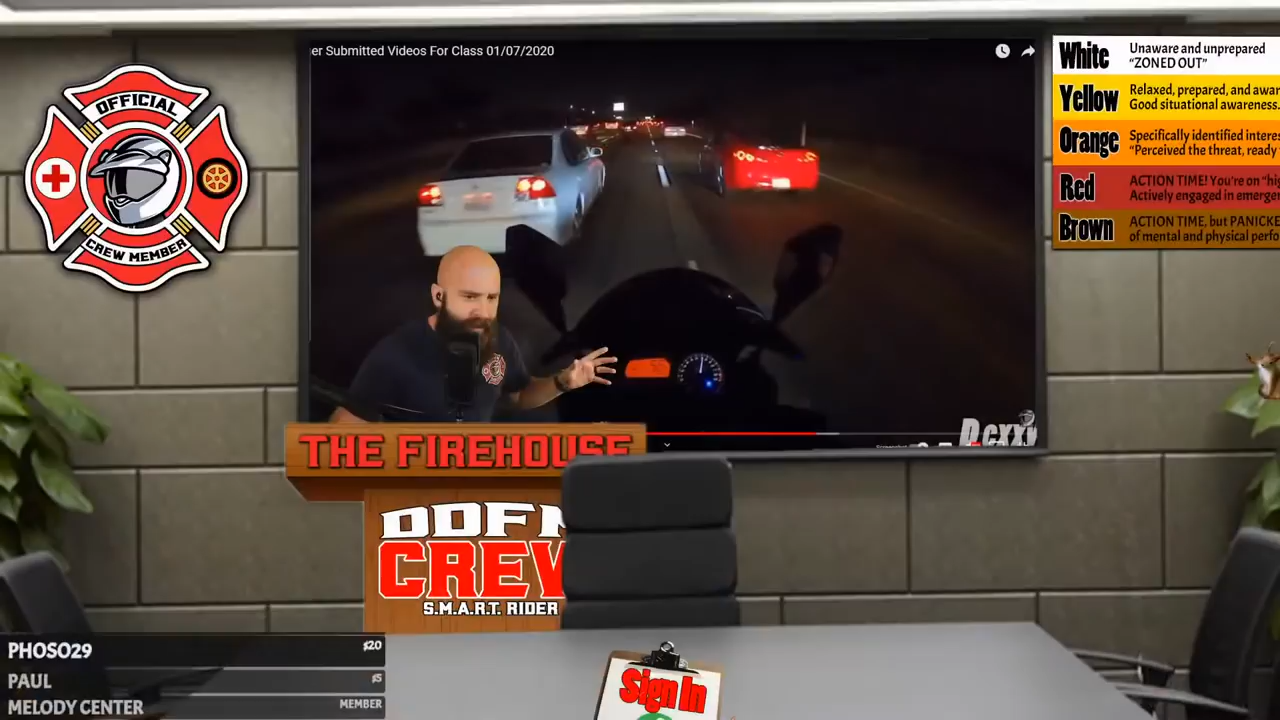 er Submitted Videos For Class 01/07/2020
OFFICIAL
CREW MEMBER
White
Unaware and unprepared
"ZONED OUT"
Yellow
Relaxed, prepared, and awar
Good situational awareness.
Orange
Specifically identified interes
"Perceived the threat, ready
Red
ACTION TIME! You're on "hig
Actively engaged in emerge
Brown
ACTION TIME, but PANICKE
of mental and physical perfo
Dexxy
THE FIREHOUSE
DDFM
CREW
S.M.A.R.T. RIDER
PHOSO29
$20
PAUL
$5
MELODY CENTER
MEMBER
Sign In